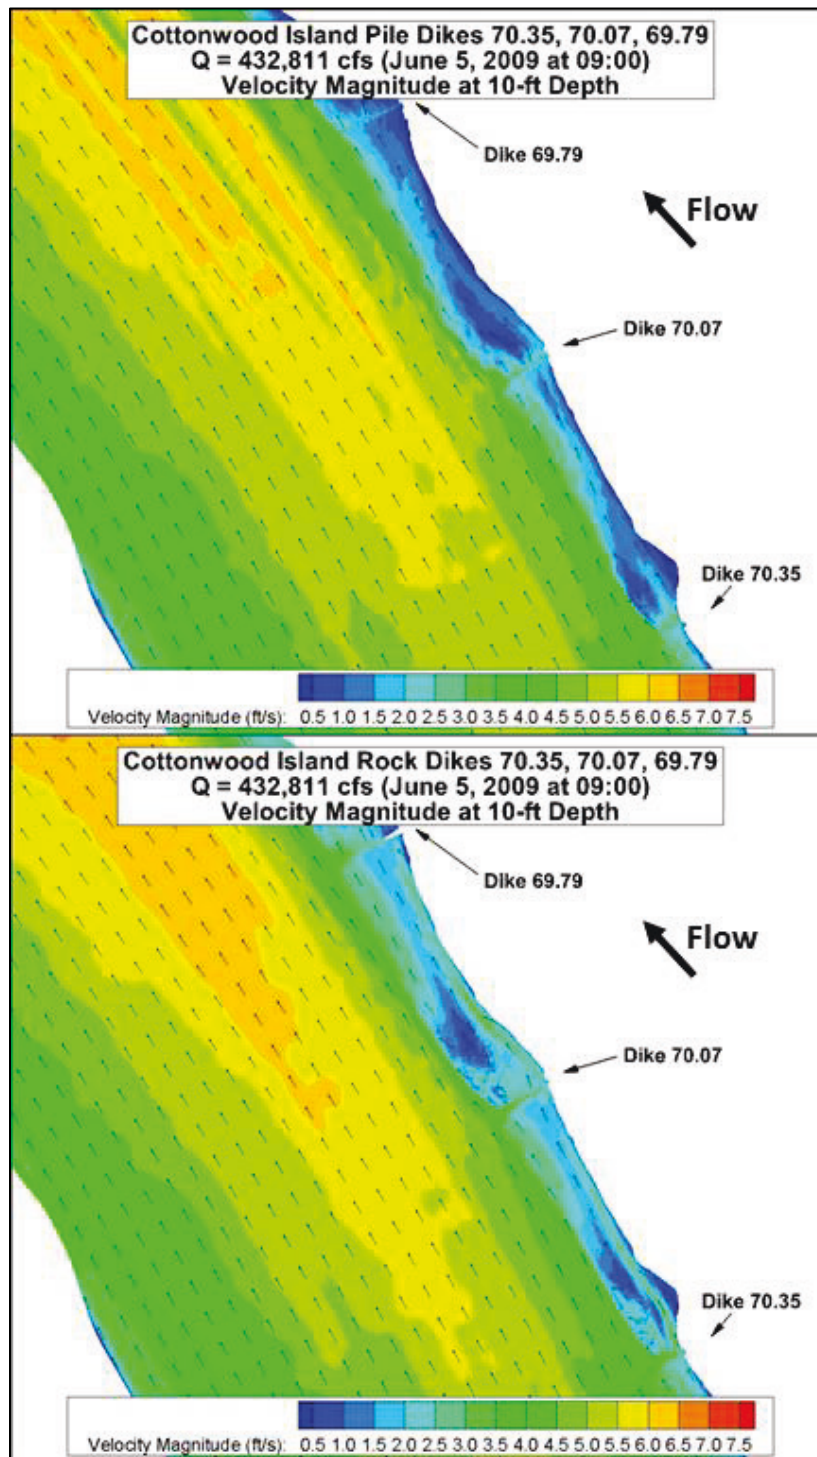 Cottonwood Island Pile Dikes 70.35, 70.07, 69.79
Q = 432,811 cfs (June 5, 2009 at 09:00)
Velocity Magnitude at 10-ft Depth
Dike 69.79
Flow
Dike 70.07
Dike 70.35
Velocity Magnitude (ft/s): 0.5 1.0 1.5 2.0 2.5 3.0 3.5 4.0 4.5 5.0 5.5 6.0 6.5 7.0 7.5
Cottonwood Island Rock Dikes 70.35, 70.07, 69.79
Q = 432,811 cfs (June 5, 2009 at 09:00)
Velocity Magnitude at 10-ft Depth
Dike 69.79
Flow
Dike 70.07
Dike 70.35
Velocity Magnitude (ft/s): 0.5 1.0 1.5 2.0 2.5 3.0 3.5 4.0 4.5 5.0 5.5 6.0 6.5 7.0 7.5